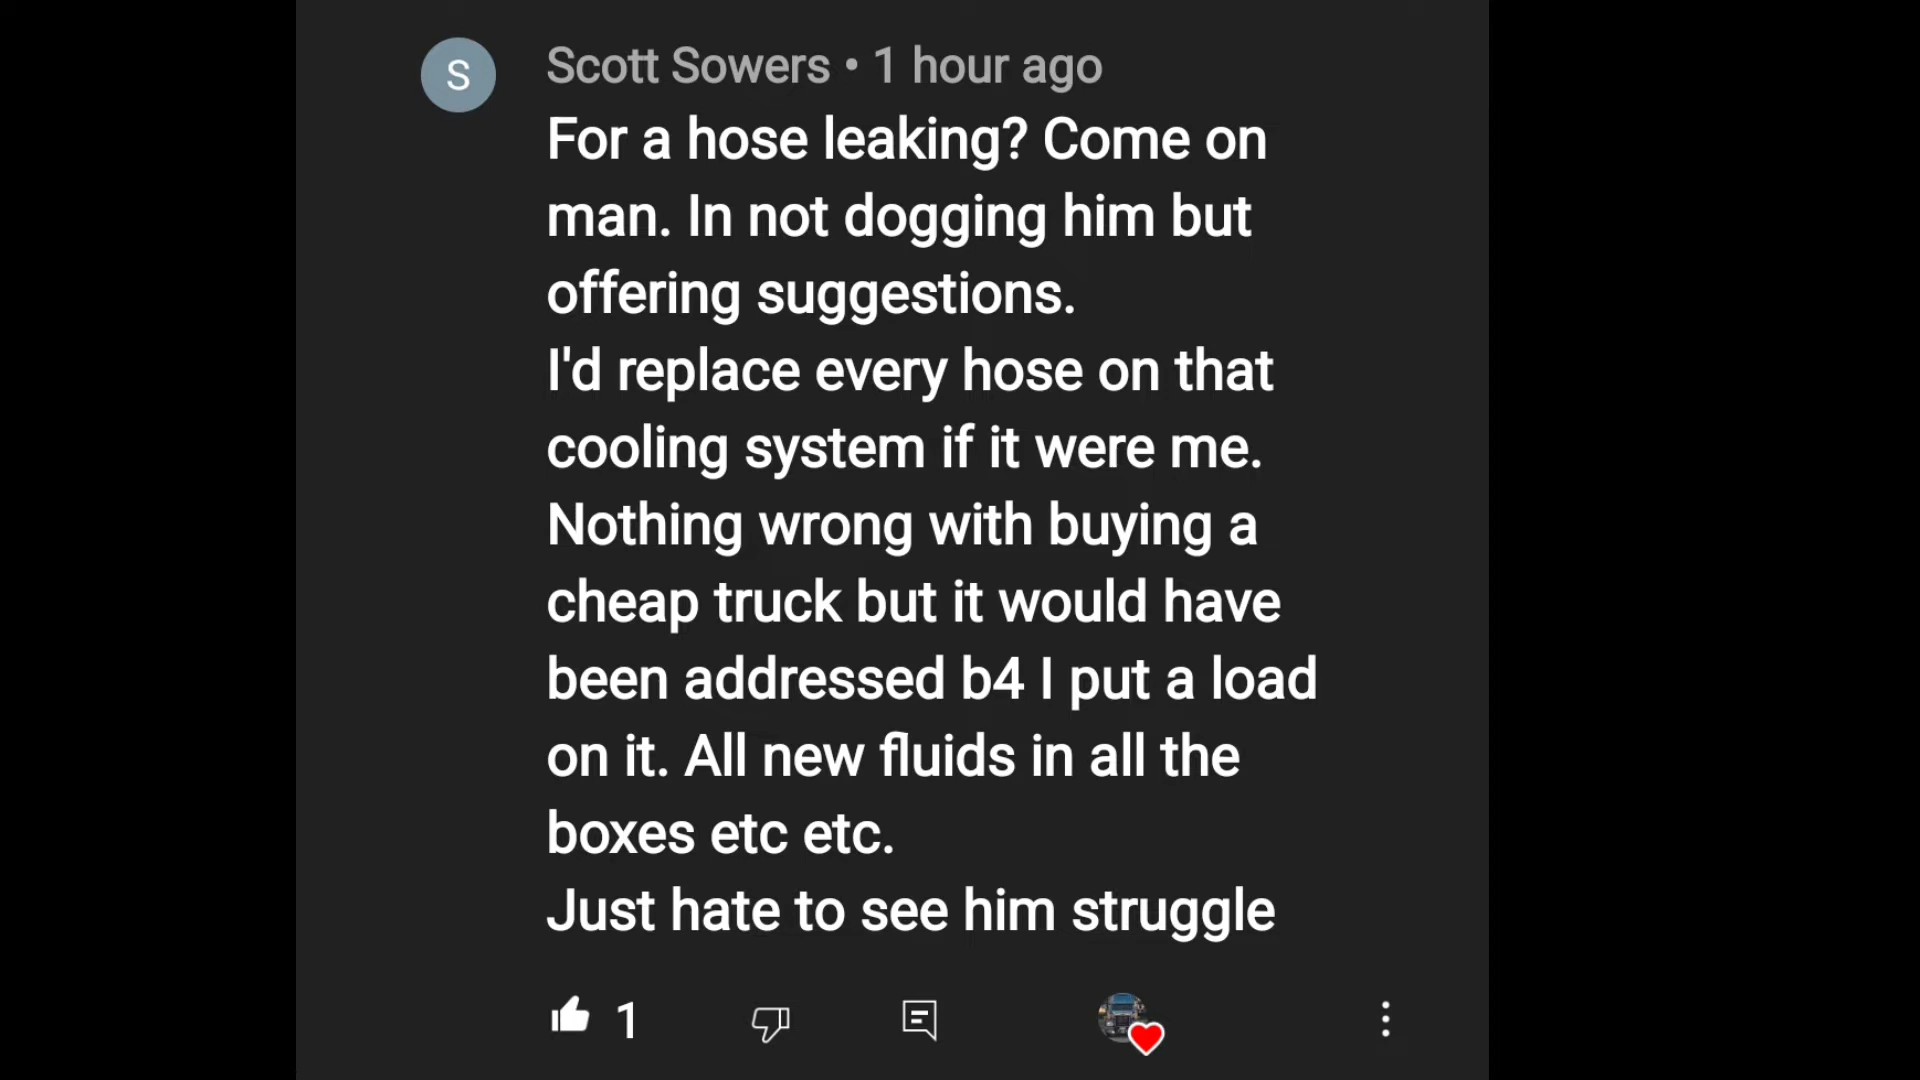 S
Scott Sowers • 1 hour ago
For a hose leaking? Come on
man. In not dogging him but
offering suggestions.
I'd replace every hose on that
cooling system if it were me.
Nothing wrong with buying a
cheap truck but it would have
been addressed b4 I put a load
on it. All new fluids in all the
boxes etc etc.
Just hate to see him struggle
1